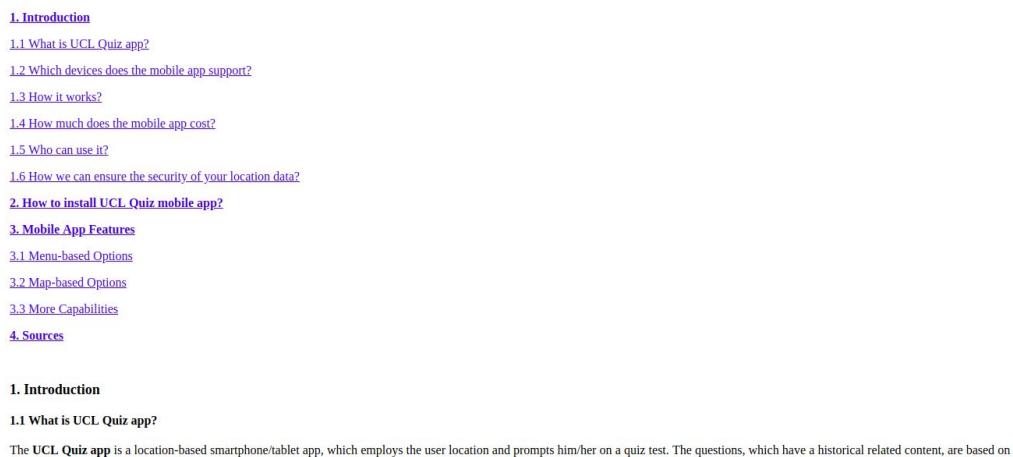 1. Introduction
1.1 What is UCL Quiz app?
1.2 Which devices does the mobile app support?
1.3 How it works?
1.4 How much does the mobile app cost?
1.5 Who can use it?
1.6 How we can ensure the security of your location data?
2. How to install UCL Quiz mobile app?
3. Mobile App Features
3.1 Menu-based Options
3.2 Map-based Options
3.3 More Capabilities
4. Sources
1. Introduction
1.1 What is UCL Quiz app?
The UCL Quiz app is a location-based smartphone/tablet app, which employs the user location and prompts him/her on a quiz test. The questions, which have a historical related content, are based on